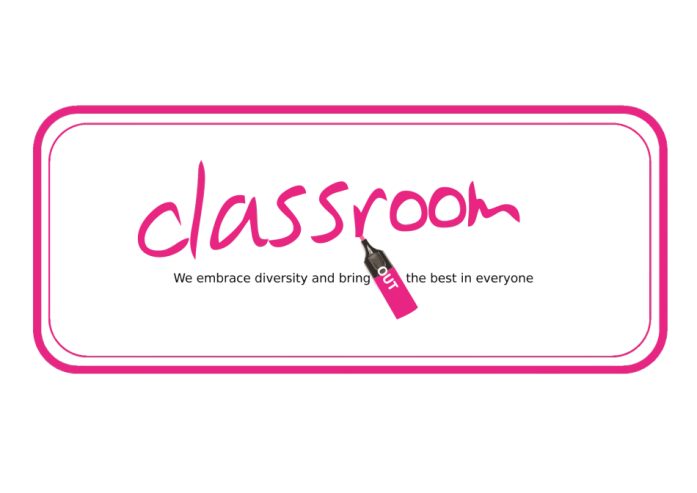 classroom
We embrace diversity and bring OUT the best in everyone